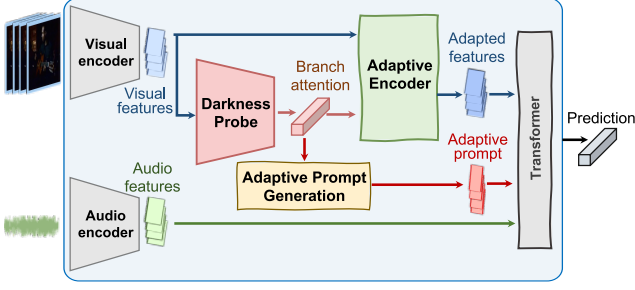 Visual
encoder
Visual
features
Darkness
Probe
Branch
attention
Adaptive
Encoder
Adapted
features
Adaptive Prompt
Generation
Adaptive
prompt
Transformer
Prediction
Audio
features
Audio
encoder